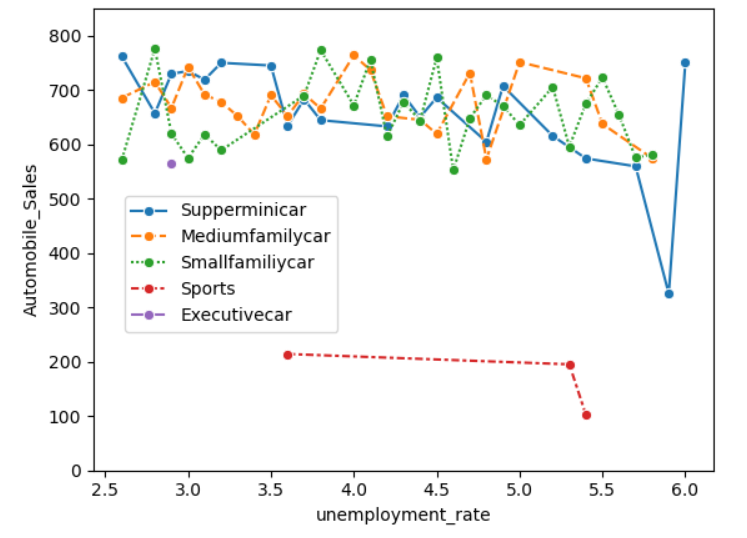 800
700
600
500
400
300
200
100
0
Automobile_Sales
Supperminicar
Mediumfamilycar
Smallfamiliycar
Sports
Executivecar
2.5 3.0 3.5 4.0 4.5 5.0 5.5 6.0
unemployment_rate